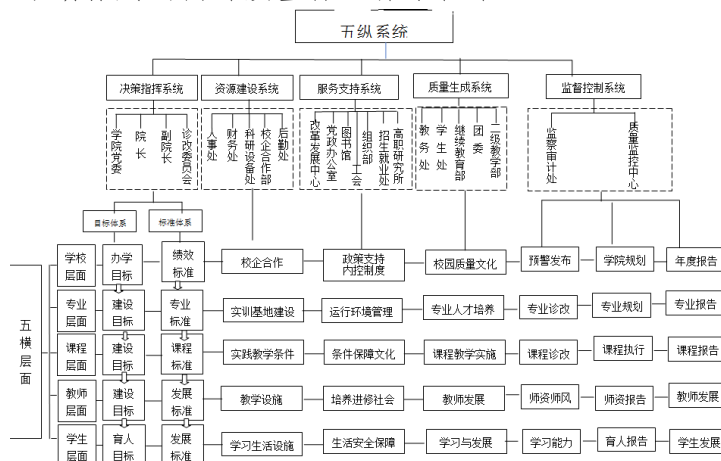 五纵系统
决策指挥系统
资源建设系统
服务支持系统
质量生成系统
监督控制系统
学院党委
院长
副院长
诊改委员会
人事处
财务处
科研设备处
校企合作部
后勤处
改革发展中心
党政办公室
图书馆
工会
组织部
招生就业处
高职研究所
教务处
学生处
继续教育部
团委
二级教学部
监察审计处
质量监控中心
目标体系
标准体系
五横层面
学校层面
办学目标
绩效标准
校企合作
政策支持
内控制度
校园质量文化
预警发布
学院规划
年度报告
专业层面
建设目标
专业标准
实训基地建设
运行环境管理
专业人才培养
专业诊改
专业规划
专业报告
课程层面
建设目标
课程标准
实践教学条件
条件保障文化
课程教学实施
课程诊改
课程执行
课程报告
教师层面
建设目标
发展标准
教学设施
培养进修社会
教师发展
师资师风
师资报告
教师发展
学生层面
育人目标
发展标准
学习生活设施
生活安全保障
学习与发展
学习能力
育人报告
学生发展